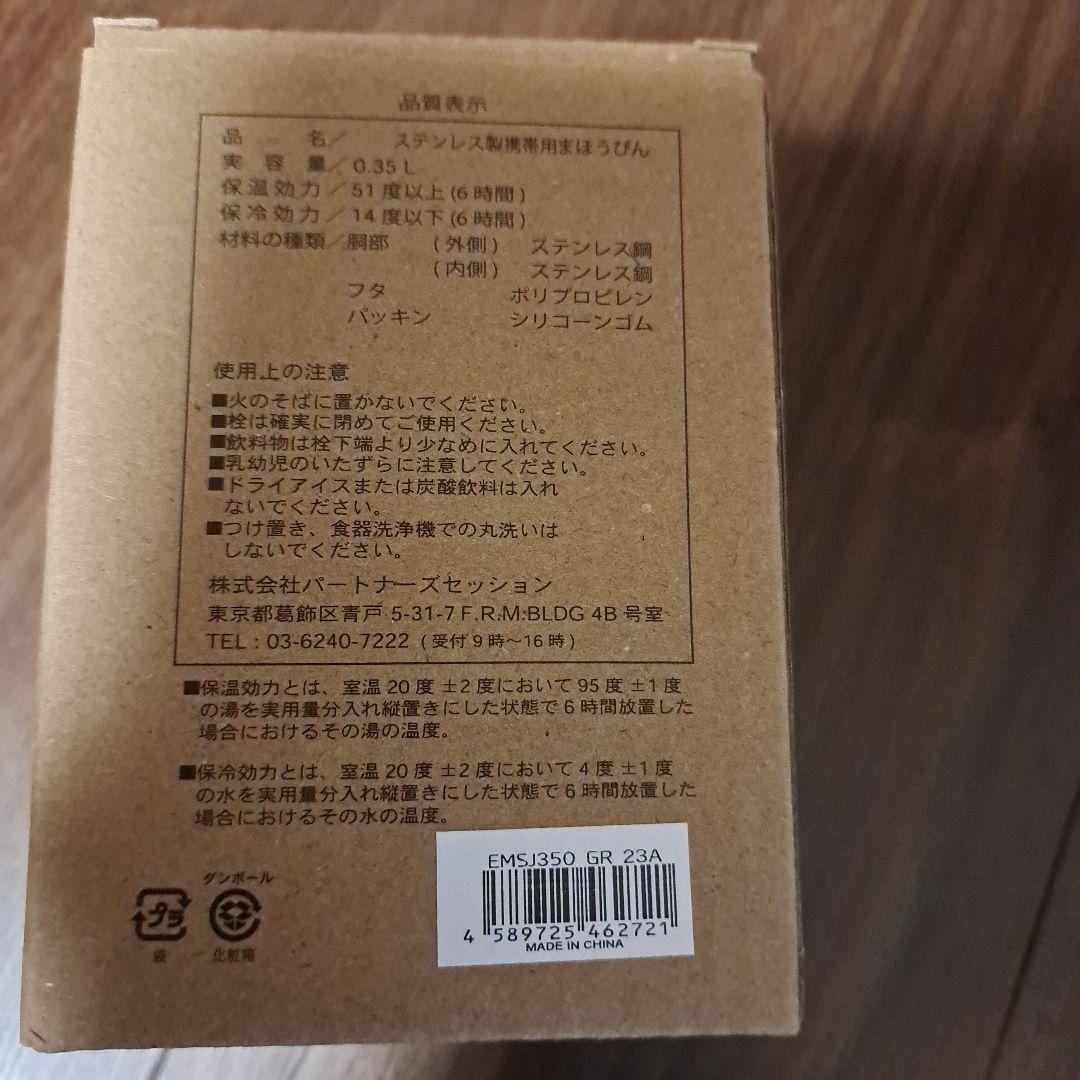 品質表示
品名／ ステンレス製携帯用まほうびん
実容量／0.35 L
保温効力／51 度以上 (6 時間 )
保冷効力／14 度以下 (6 時間 )
材料の種類／胴部 ( 外側 ) ステンレス鋼
( 内側 ) ステンレス鋼
フタ ポリプロピレン
パッキン シリコーンゴム
使用上の注意
■火のそばに置かないでください。
■栓は確実に閉めてご使用ください。
■飲料物は栓下端より少なめに入れてください。
■乳幼児のいたずらに注意してください。
■ドライアイスまたは炭酸飲料は入れ
ないでください。
■つけ置き、食器洗浄機での丸洗いは
しないでください。
株式会社パートナーズセッション
東京都葛飾区青戸 5-31-7 F.R.M.BLDG 4B 号室
TEL : 03-6240-7222 ( 受付 9 時～16 時 )
■保温効力とは、室温 20 度 ±2 度において 95 度 ±1 度
の湯を実用量分入れ縦置きにした状態で 6 時間放置した
場合におけるその湯の温度。
■保冷効力とは、室温 20 度 ±2 度において 4 度 ±1 度
の水を実用量分入れ縦置きにした状態で 6 時間放置した
場合におけるその水の温度。
EMSJ350 GR 23A
4 589725 462721
MADE IN CHINA
ダンボール
プラ
袋 化粧箱